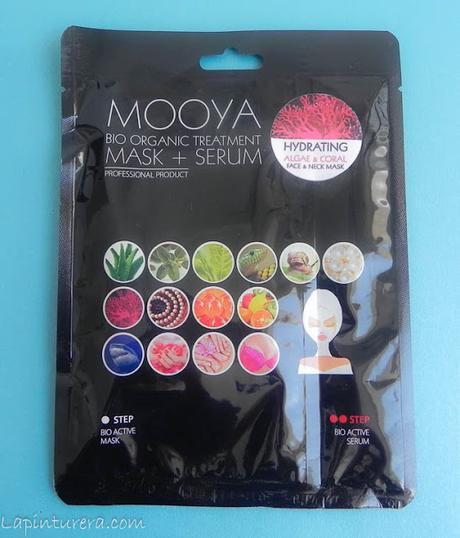 MOOYA
BIO ORGANIC TREATMENT
MASK + SERUM
PROFESSIONAL PRODUCT
HYDRATING
ALGAE & CORAL
FACE & NECK MASK
STEP
BIO ACTIVE
MASK
STEP
BIO ACTIVE
SERUM
Lapinturera.com